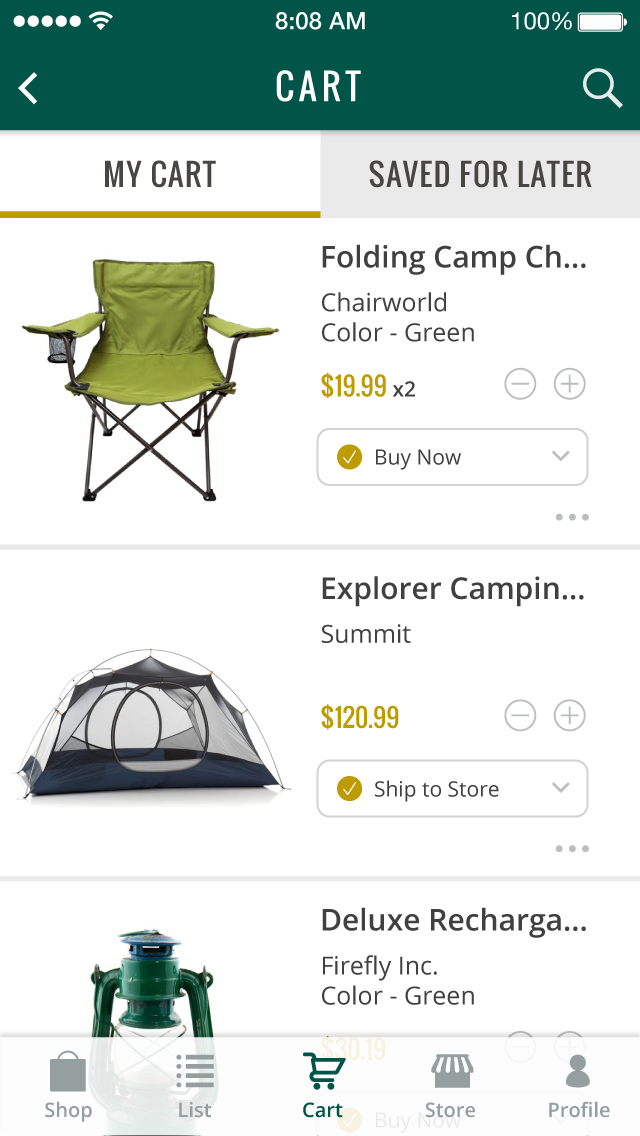 8:08 AM 100%
CART
MY CART SAVED FOR LATER
Folding Camp Ch...
Chairworld
Color - Green
$19.99 x2
Buy Now
Explorer Campin...
Summit
$120.99
Ship to Store
Deluxe Recharga...
Firefly Inc.
Color - Green
$30.19
Buy Now
Shop List Cart Store Profile